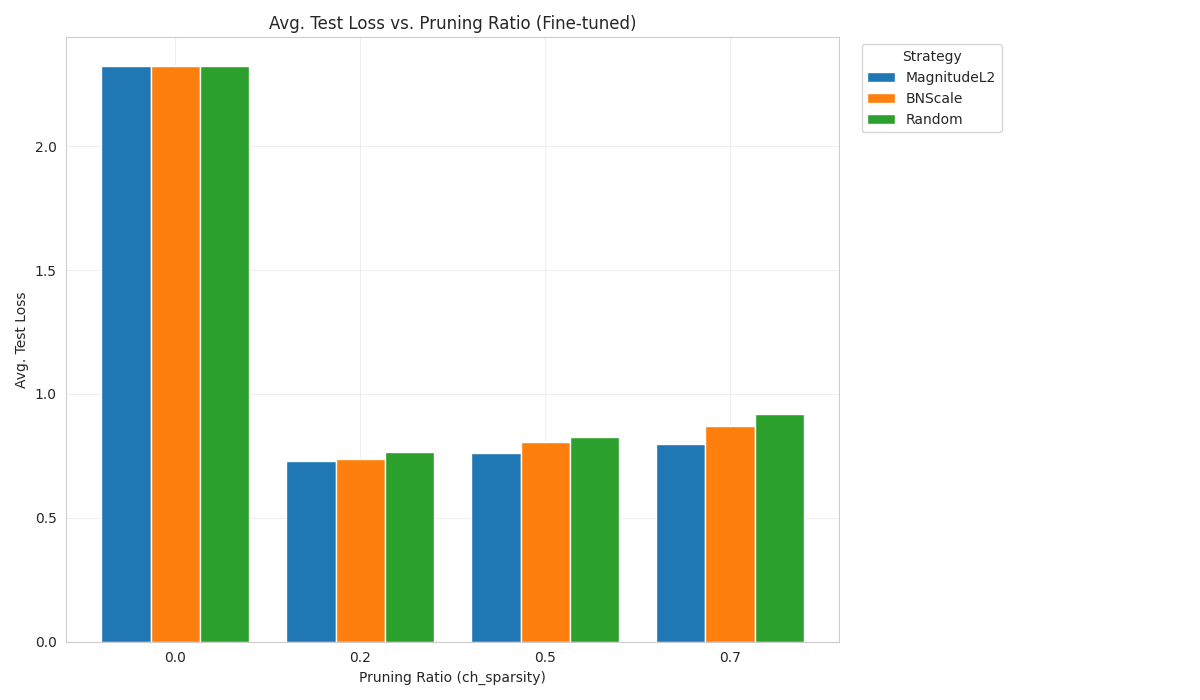 Avg. Test Loss vs. Pruning Ratio (Fine-tuned)
Strategy
MagnitudeL2
BNScale
Random
Avg. Test Loss
2.0
1.5
1.0
0.5
0.0
0.0 0.2 0.5 0.7
Pruning Ratio (ch_sparsity)